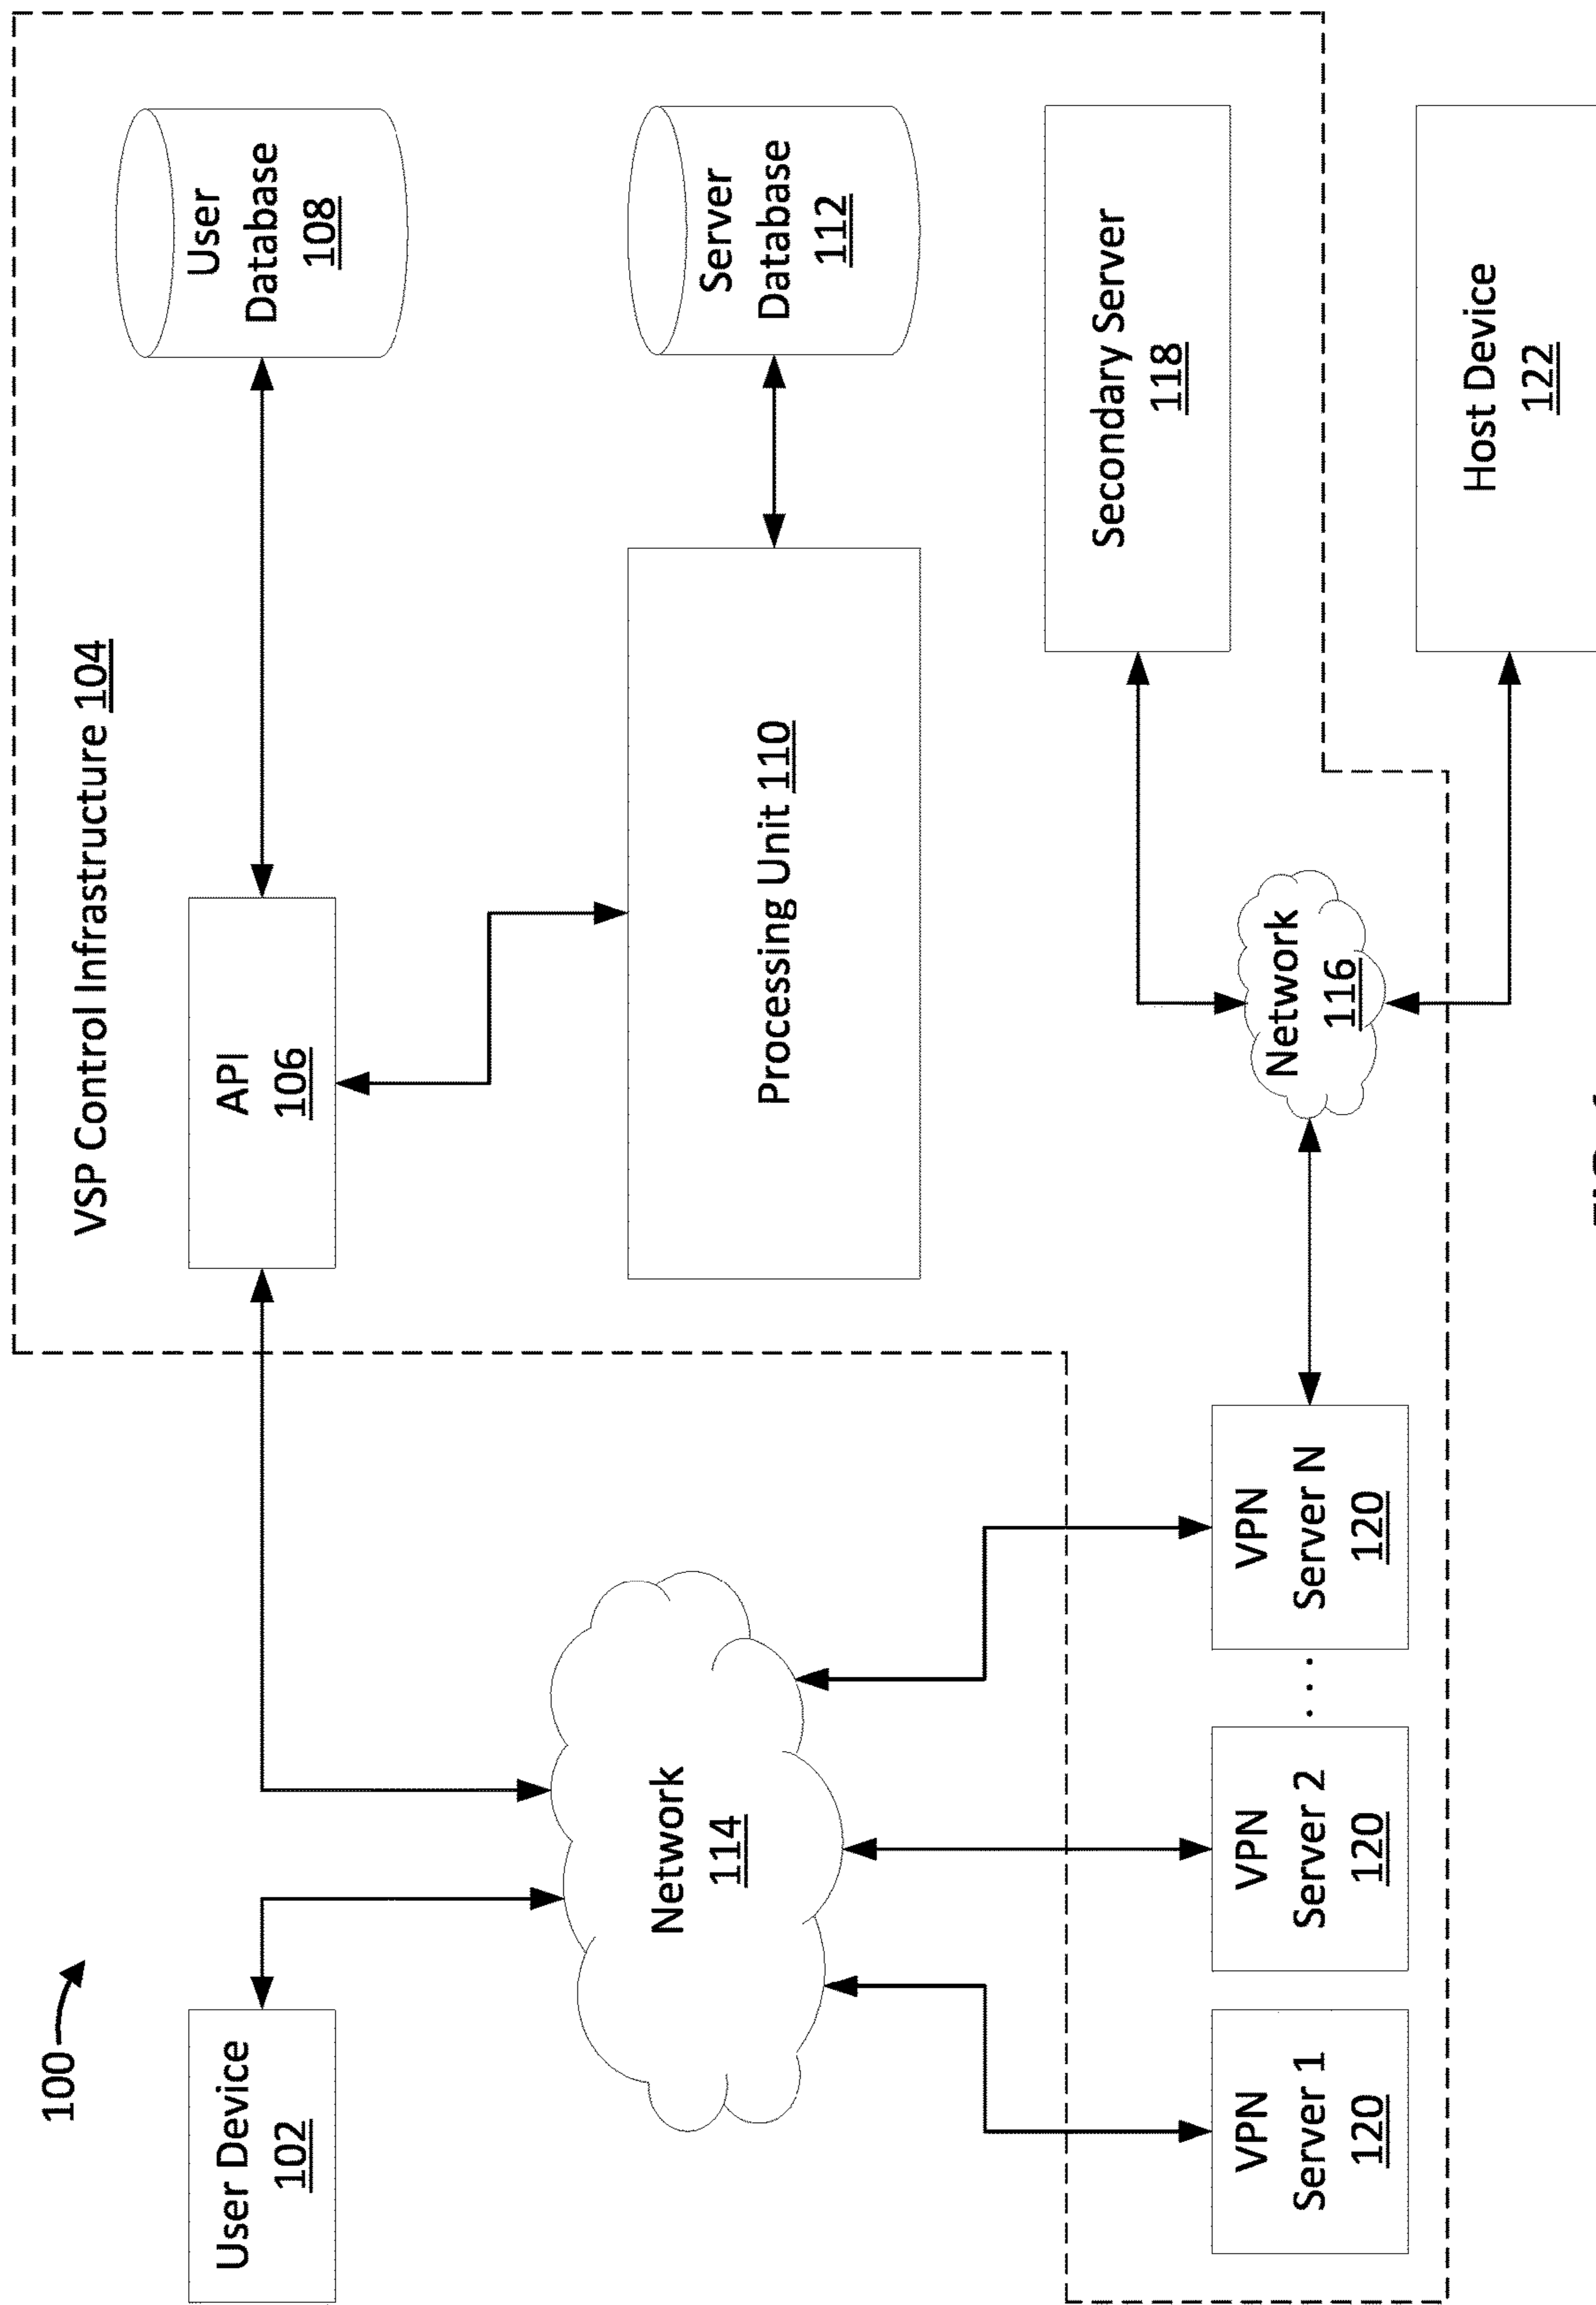 100
User Device
102
VSP Control Infrastructure 104
API
106
User
Database
108
Network
114
Processing Unit 110
Server
Database
112
VPN
Server 1
120
VPN
Server 2
120
. . .
VPN
Server N
120
Network
116
Secondary Server
118
Host Device
122